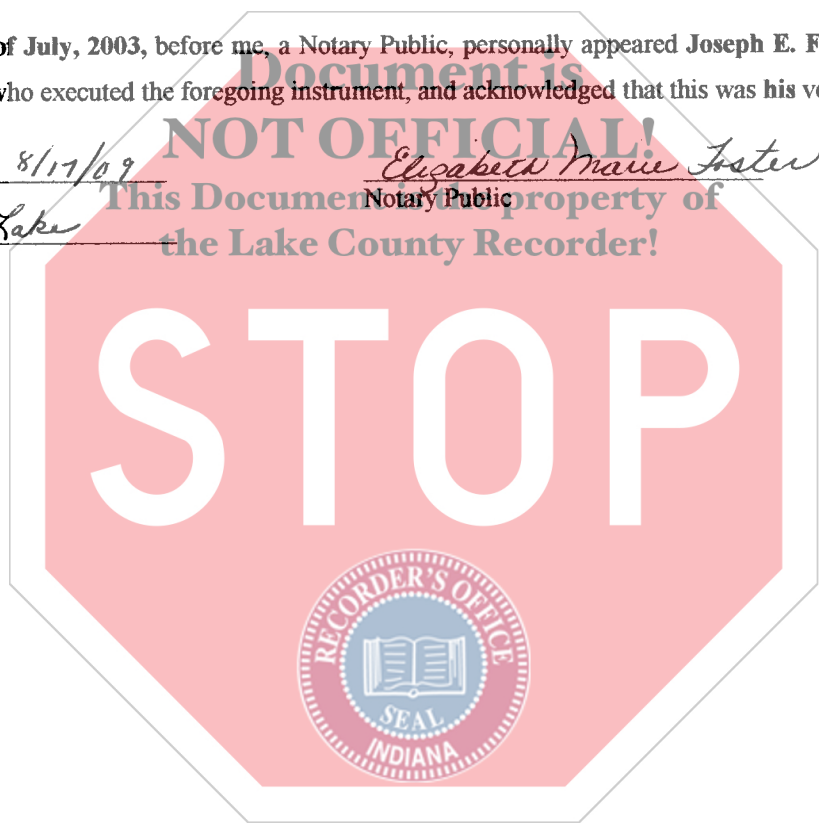 of July, 2003, before me, a Notary Public, personally appeared Joseph E. F
Document is
who executed the foregoing instrument, and acknowledged that this was his
NOT OFFICIAL!
8/17/09 Elizabeth Marie Foster
This Document is the property of
Notary Public
Lake
the Lake County Recorder!
STOP
RECORDER'S OFFICE
SEAL
INDIANA